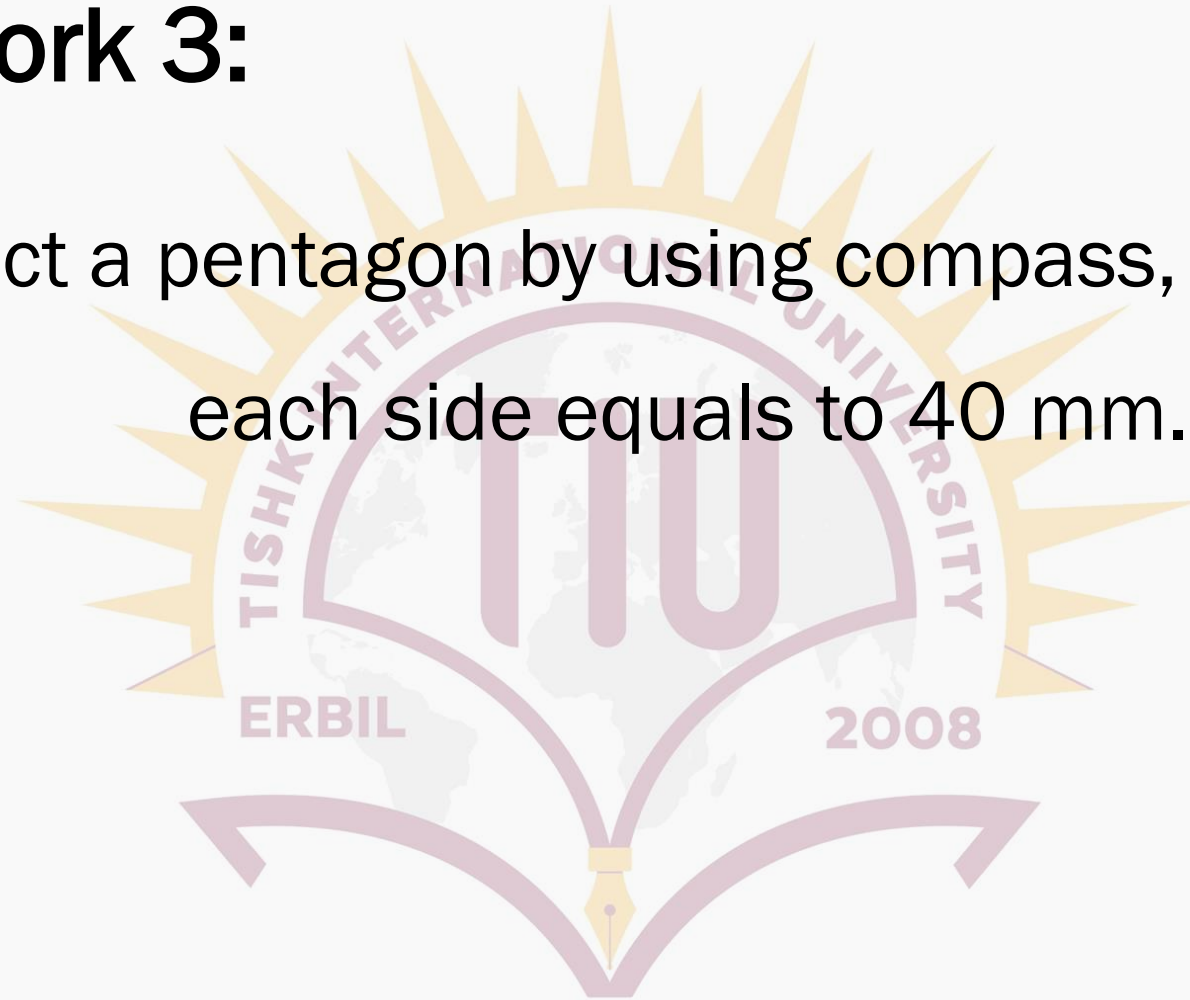 ork 3:
ct a pentagon by using compass,
each side equals to 40 mm.
TISHK INTERNATIONAL UNIVERSITY
TIU
ERBIL
2008